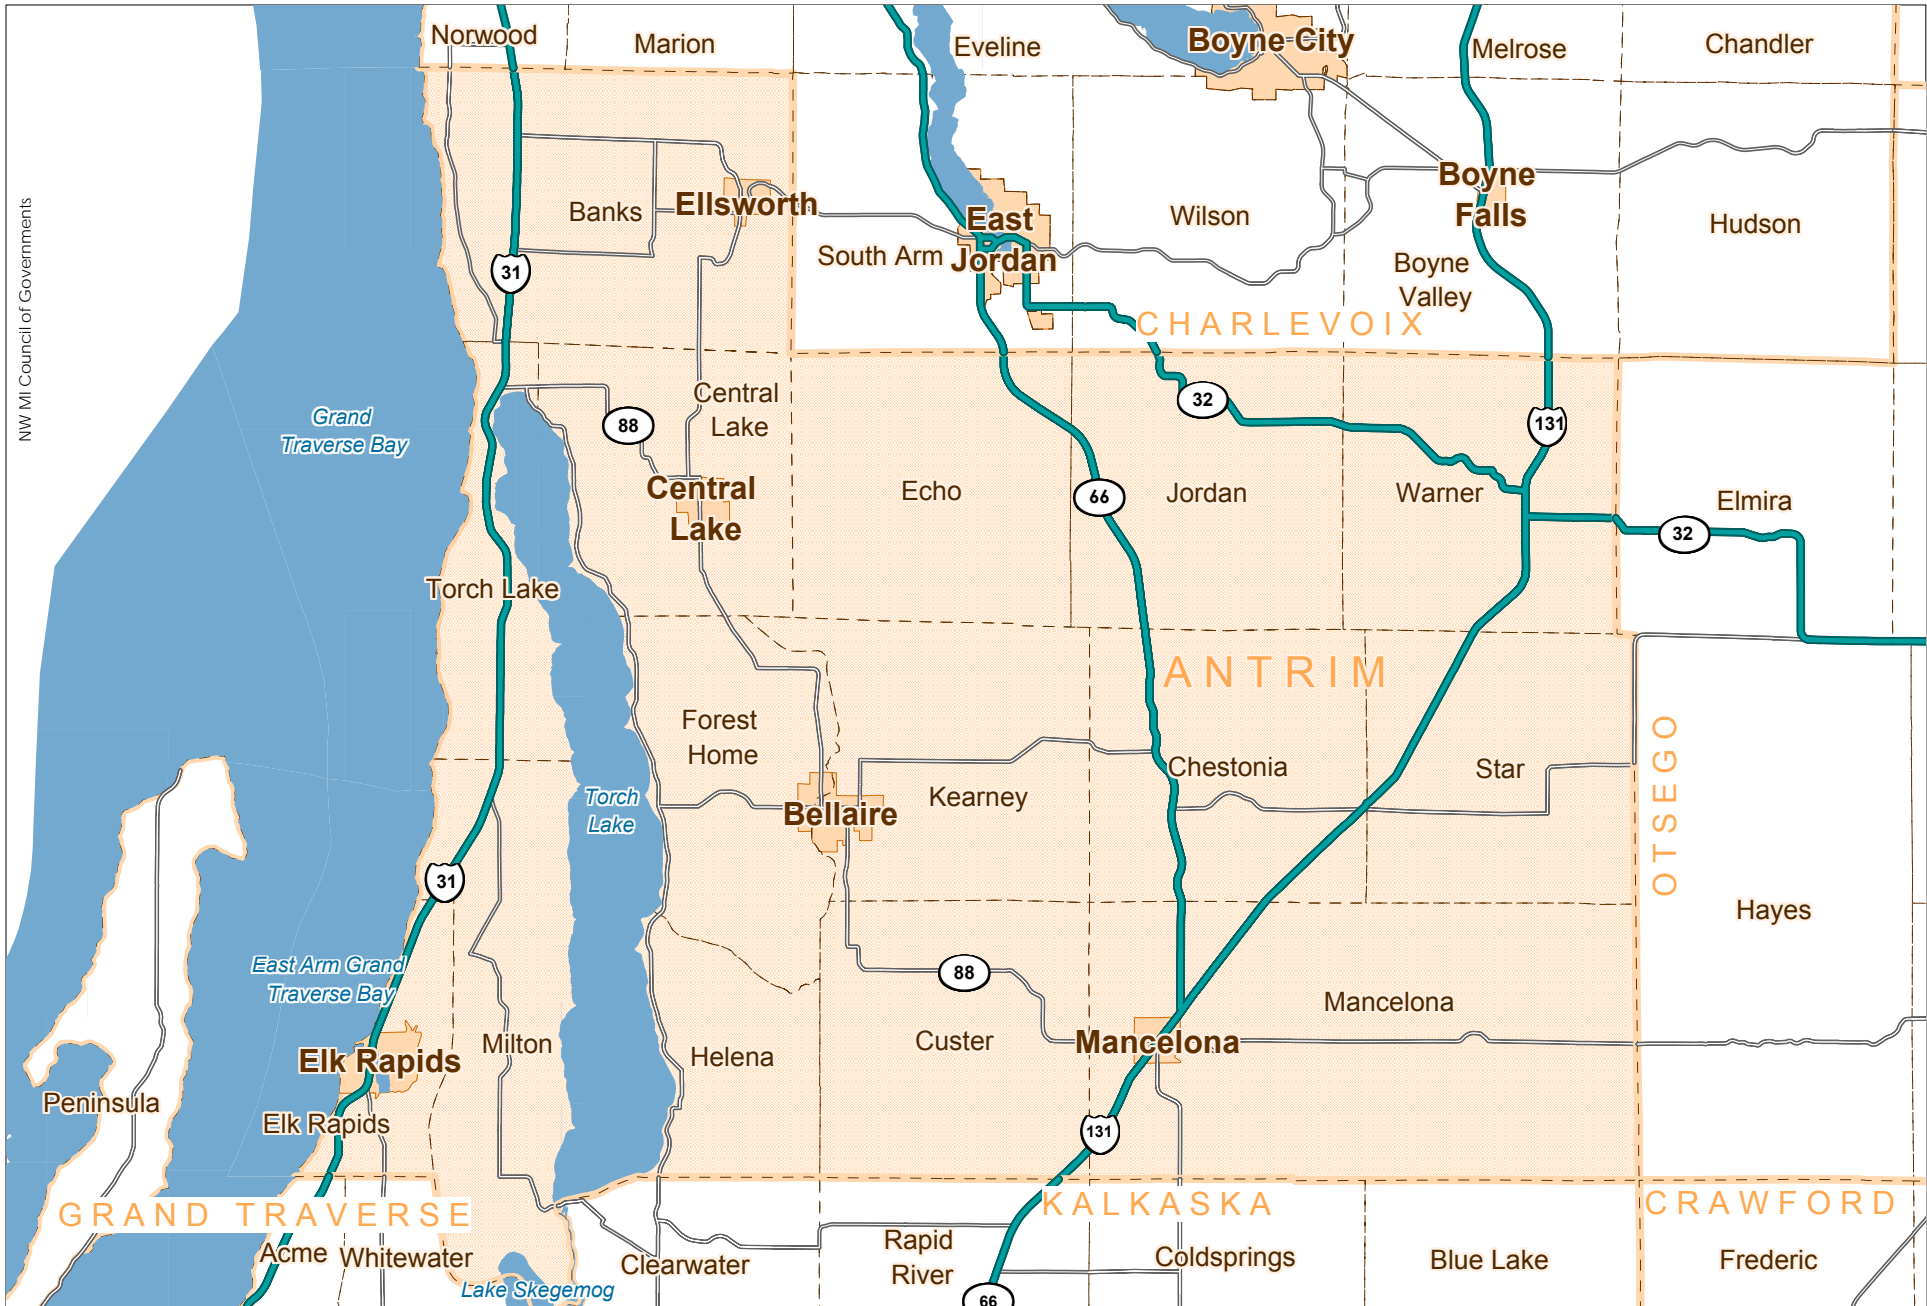 Norwood
Marion
Eveline
Boyne City
Melrose
Chandler
NW MI Council of Governments
Banks
Ellsworth
East
Jordan
South Arm
Wilson
Boyne
Falls
Hudson
Boyne
Valley
31
CHARLEVOIX
Grand
Traverse Bay
88
Central
Lake
32
131
Central
Lake
Echo
66
Jordan
Warner
Elmira
32
Torch Lake
ANTRIM
Forest
Home
OTSEGO
Torch
Lake
Bellaire
Kearney
Chestonia
Star
31
Hayes
East Arm Grand
Traverse Bay
88
Mancelona
Elk Rapids
Milton
Helena
Custer
Mancelona
Peninsula
Elk Rapids
131
GRAND TRAVERSE
KALKASKA
CRAWFORD
Acme
Whitewater
Clearwater
Rapid
River
Coldsprings
Blue Lake
Frederic
Lake Skegemog
66